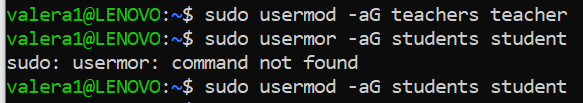 valera1@LENOVO:~$ sudo usermod -aG teachers teacher
valera1@LENOVO:~$ sudo usermor -aG students student
sudo: usermor: command not found
valera1@LENOVO:~$ sudo usermod -aG students student